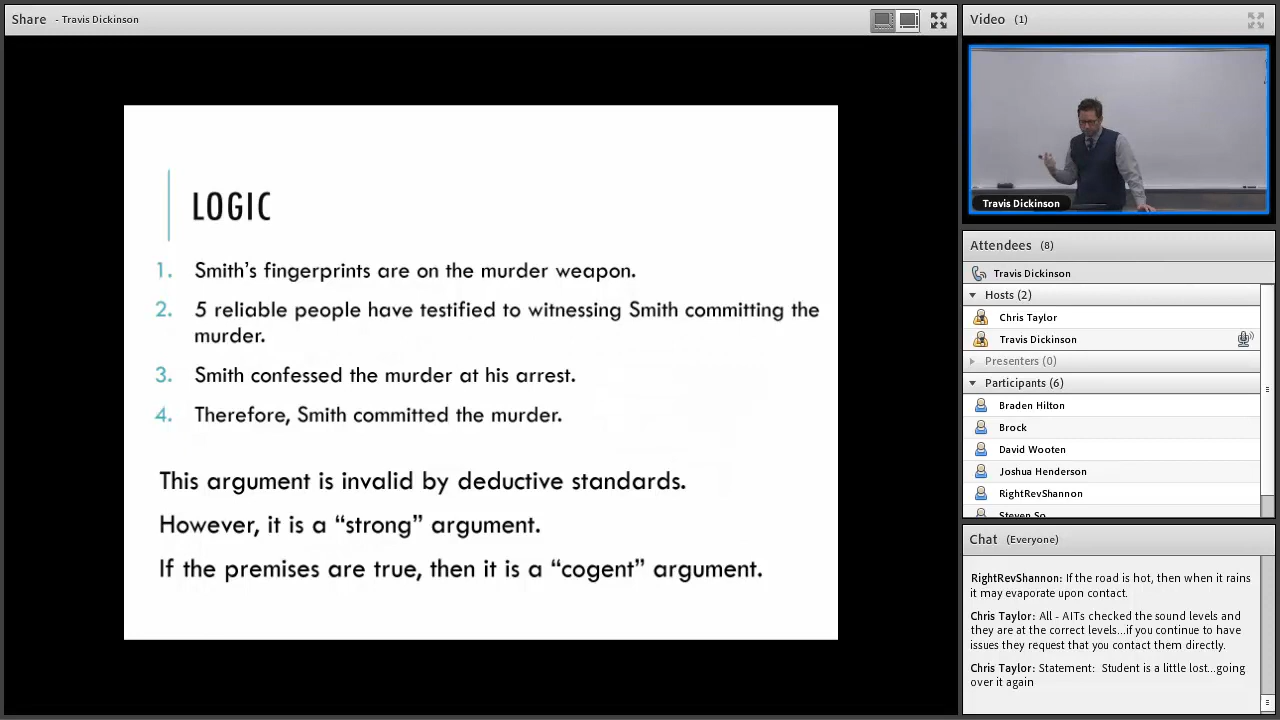 Share - Travis Dickinson
LOGIC
1. Smith's fingerprints are on the murder weapon.
2. 5 reliable people have testified to witnessing Smith committing the
murder.
3. Smith confessed the murder at his arrest.
4. Therefore, Smith committed the murder.
This argument is invalid by deductive standards.
However, it is a “strong” argument.
If the premises are true, then it is a “cogent” argument.
Video (1)
Travis Dickinson
Attendees (8)
Travis Dickinson
Hosts (2)
Chris Taylor
Travis Dickinson
Presenters (0)
Participants (6)
Braden Hilton
Brock
David Wooten
Joshua Henderson
RightRevShannon
Steven So
Chat (Everyone)
RightRevShannon: If the road is hot, then when it rains
it may evaporate upon contact.
Chris Taylor: All - AITs checked the sound levels and
they are at the correct levels...if you continue to have
issues they request that you contact them directly.
Chris Taylor: Statement: Student is a little lost...going
over it again